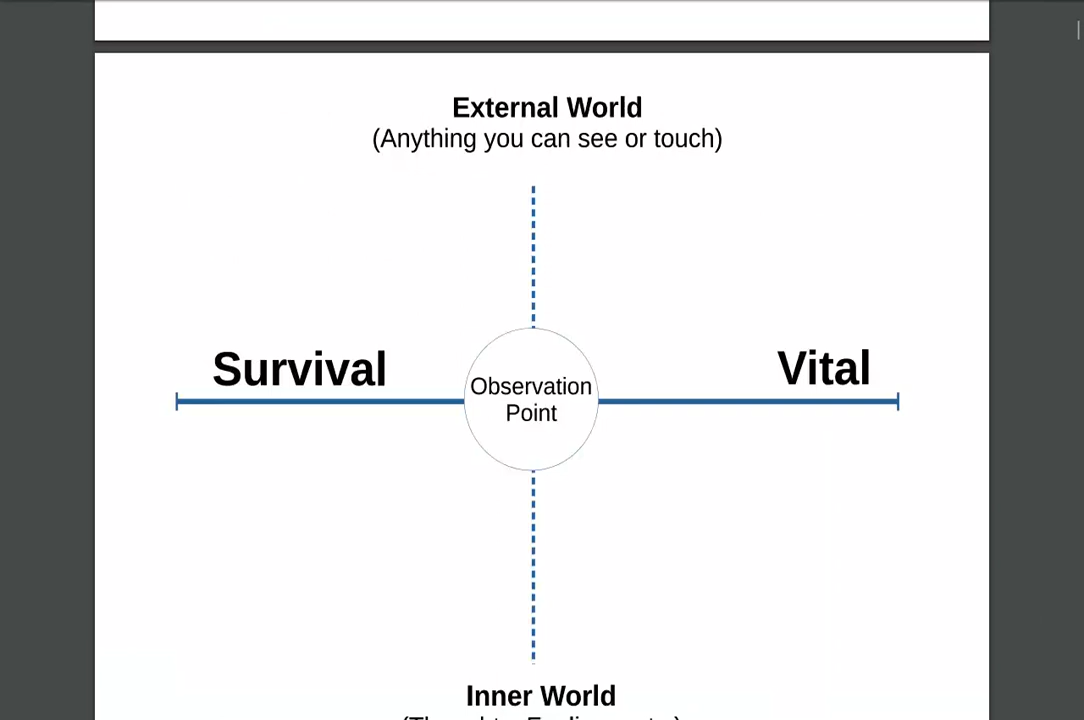 External World
(Anything you can see or touch)
Survival
Vital
Observation
Point
Inner World